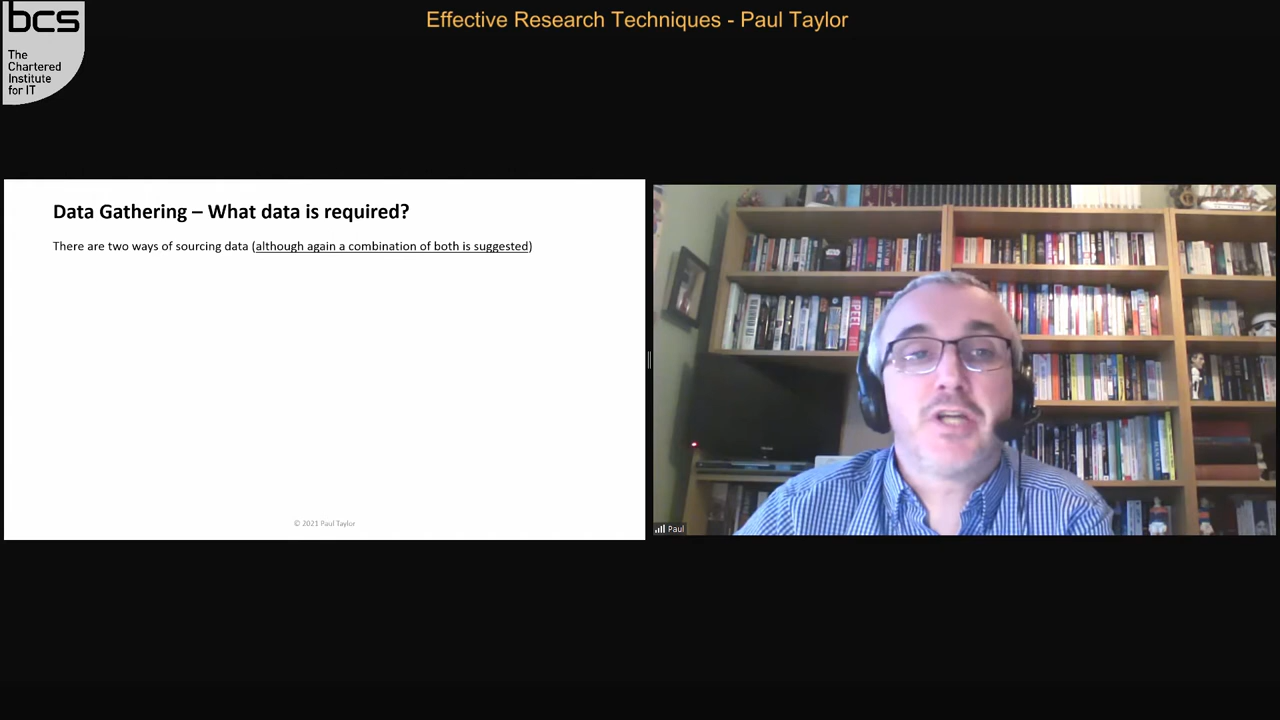 bcs
The
Chartered
Institute
for IT
Effective Research Techniques - Paul Taylor
Data Gathering – What data is required?
There are two ways of sourcing data (although again a combination of both is suggested)
© 2021 Paul Taylor
Paul
PEEL